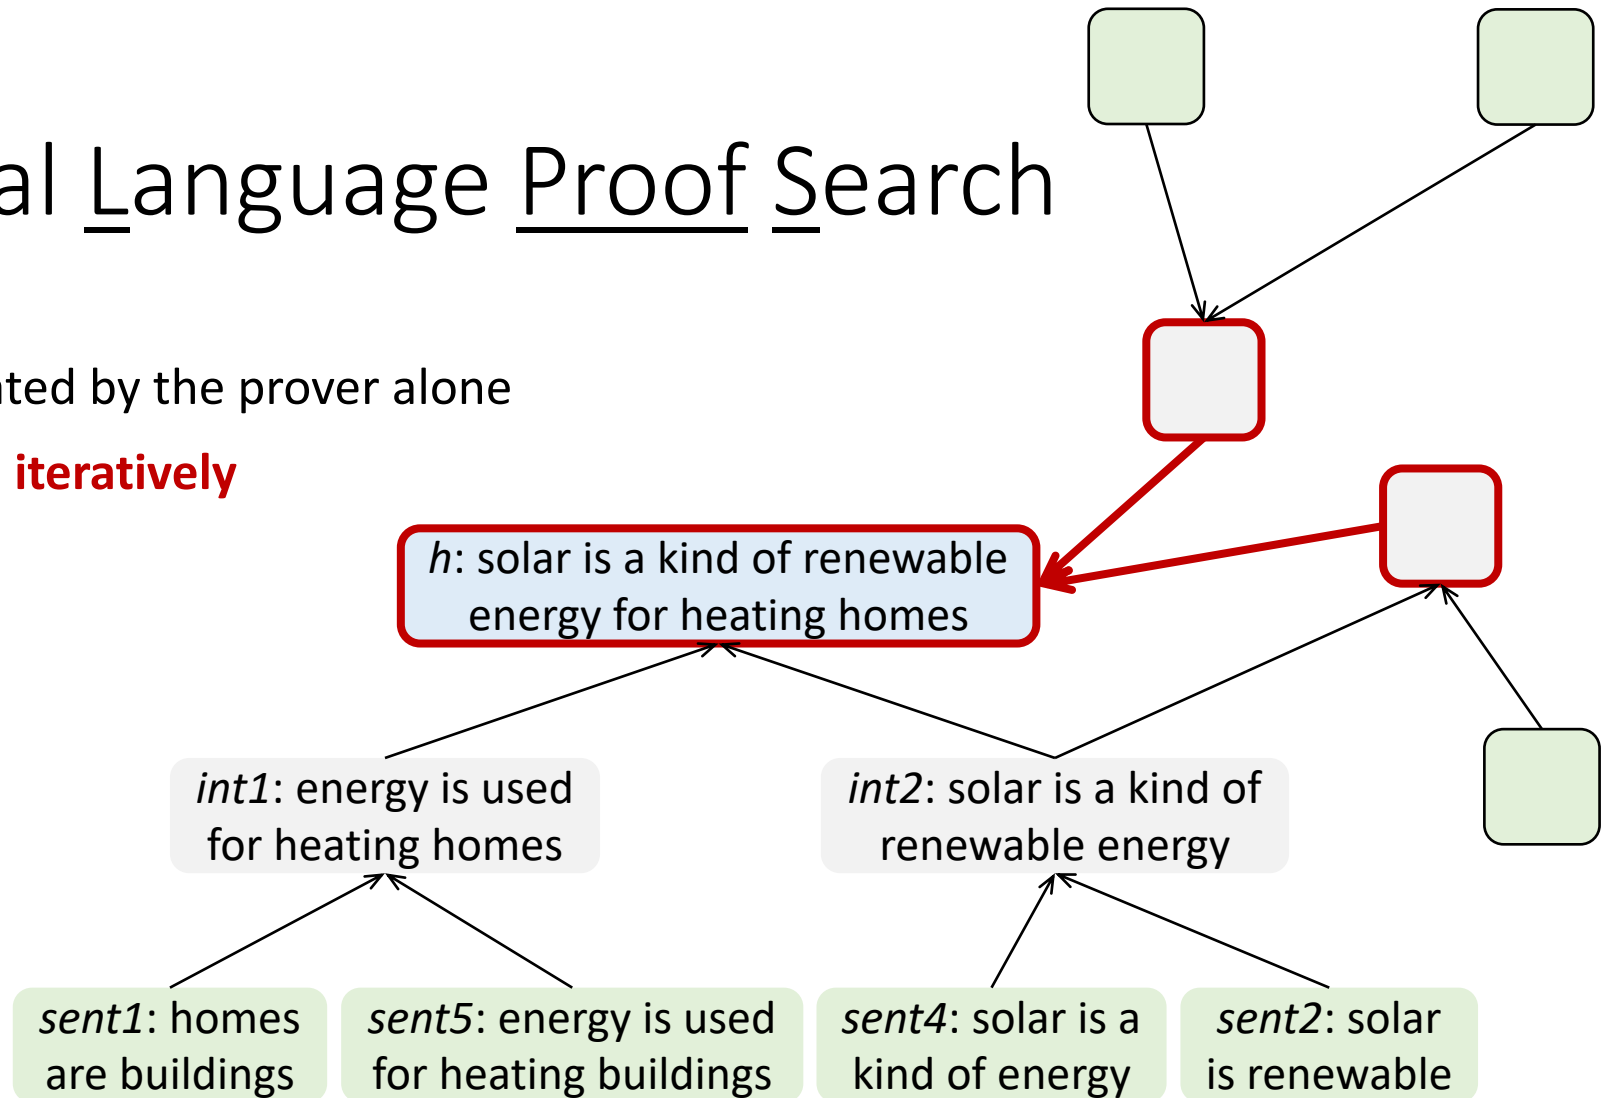 al Language Proof Search
ated by the prover alone
iteratively
h: solar is a kind of renewable
energy for heating homes
int1: energy is used
for heating homes
int2: solar is a kind of
renewable energy
sent1: homes
are buildings
sent5: energy is used
for heating buildings
sent4: solar is a
kind of energy
sent2: solar
is renewable